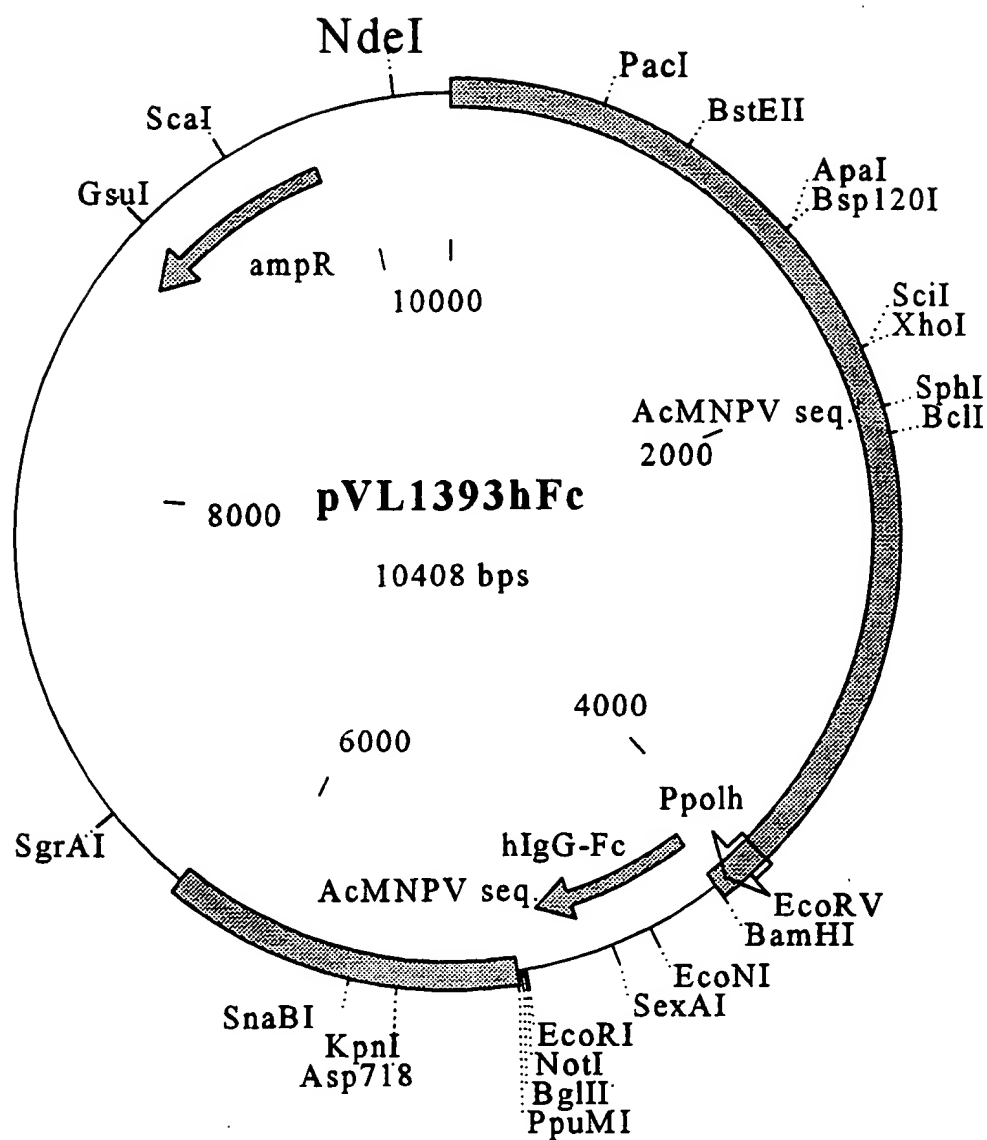 NdeI
PacI
BstEII
ScaI
ApaI
Bsp120I
GsuI
ampR
10000
SciI
XhoI
SphI
AcMNPV seq.
BclI
2000
pVL1393hFc
8000
10408 bps
4000
6000
Ppolh
hIgG-Fc
SgrAI
AcMNPV seq.
EcoRV
BamHI
EcoNI
SexAI
SnaBI
EcoRI
KpnI
NotI
Asp718
BglII
PpuMI